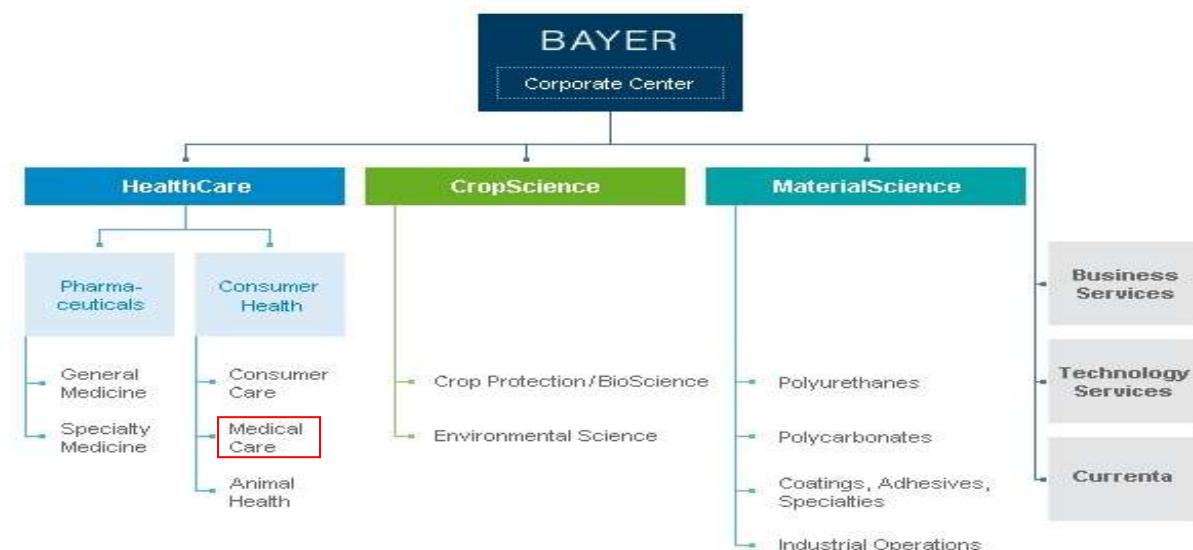 BAYER
Corporate Center
HealthCare
CropScience
MaterialScience
Pharma-
ceuticals
Consumer
Health
General
Medicine
Specialty
Medicine
Consumer
Care
Medical
Care
Animal
Health
Crop Protection/BioScience
Environmental Science
Polyurethanes
Polycarbonates
Coatings, Adhesives,
Specialties
Industrial Operations
Business
Services
Technology
Services
Currenta